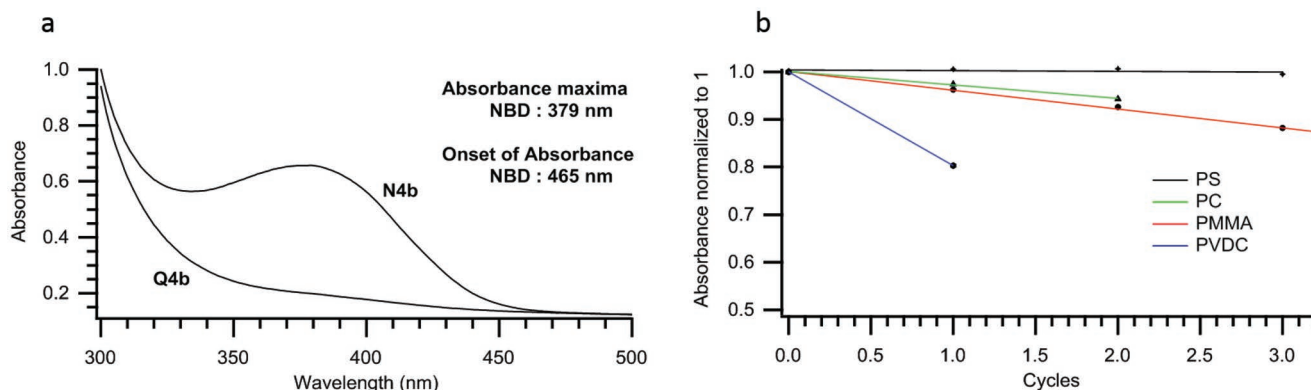 a
1.0
0.8
0.6
0.4
0.2
Absorbance
300
350
400
450
500
Wavelength (nm)
Absorbance maxima
NBD : 379 nm
Onset of Absorbance
NBD : 465 nm
N4b
Q4b
b
1.0
0.9
0.8
0.7
0.6
0.5
Absorbance normalized to 1
0.0
0.5
1.0
1.5
2.0
2.5
3.0
Cycles
PS
PC
PMMA
PVDC